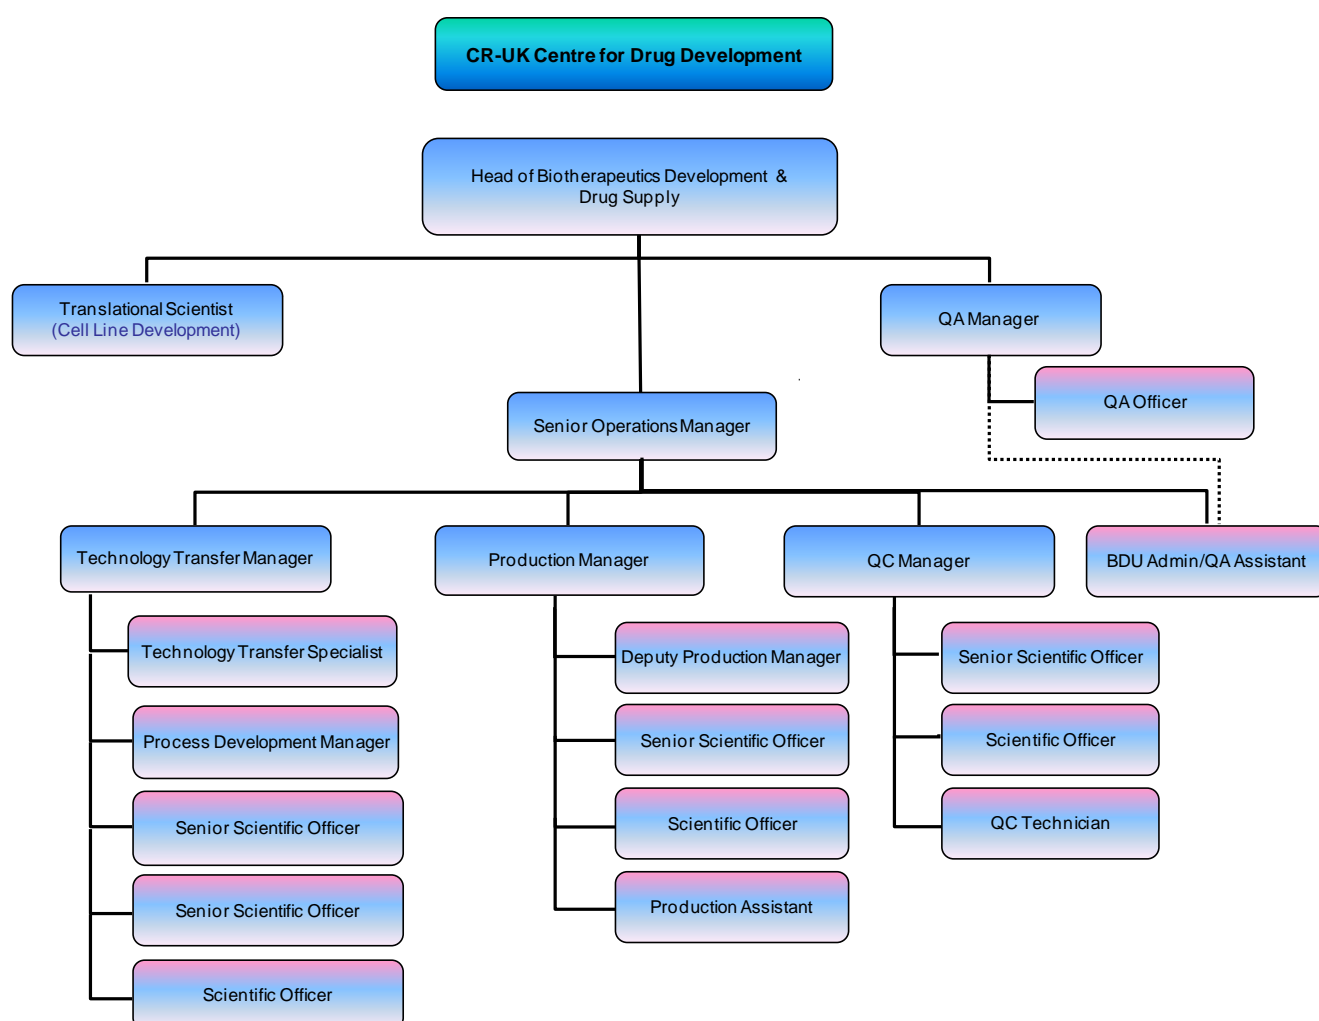 CR-UK Centre for Drug Development
Head of Biotherapeutics Development &
Drug Supply
Translational Scientist
(Cell Line Development)
QA Manager
QA Officer
Senior Operations Manager
Technology Transfer Manager
Production Manager
QC Manager
BDU Admin/QA Assistant
Technology Transfer Specialist
Deputy Production Manager
Senior Scientific Officer
Process Development Manager
Senior Scientific Officer
Scientific Officer
Senior Scientific Officer
Scientific Officer
QC Technician
Senior Scientific Officer
Production Assistant
Scientific Officer